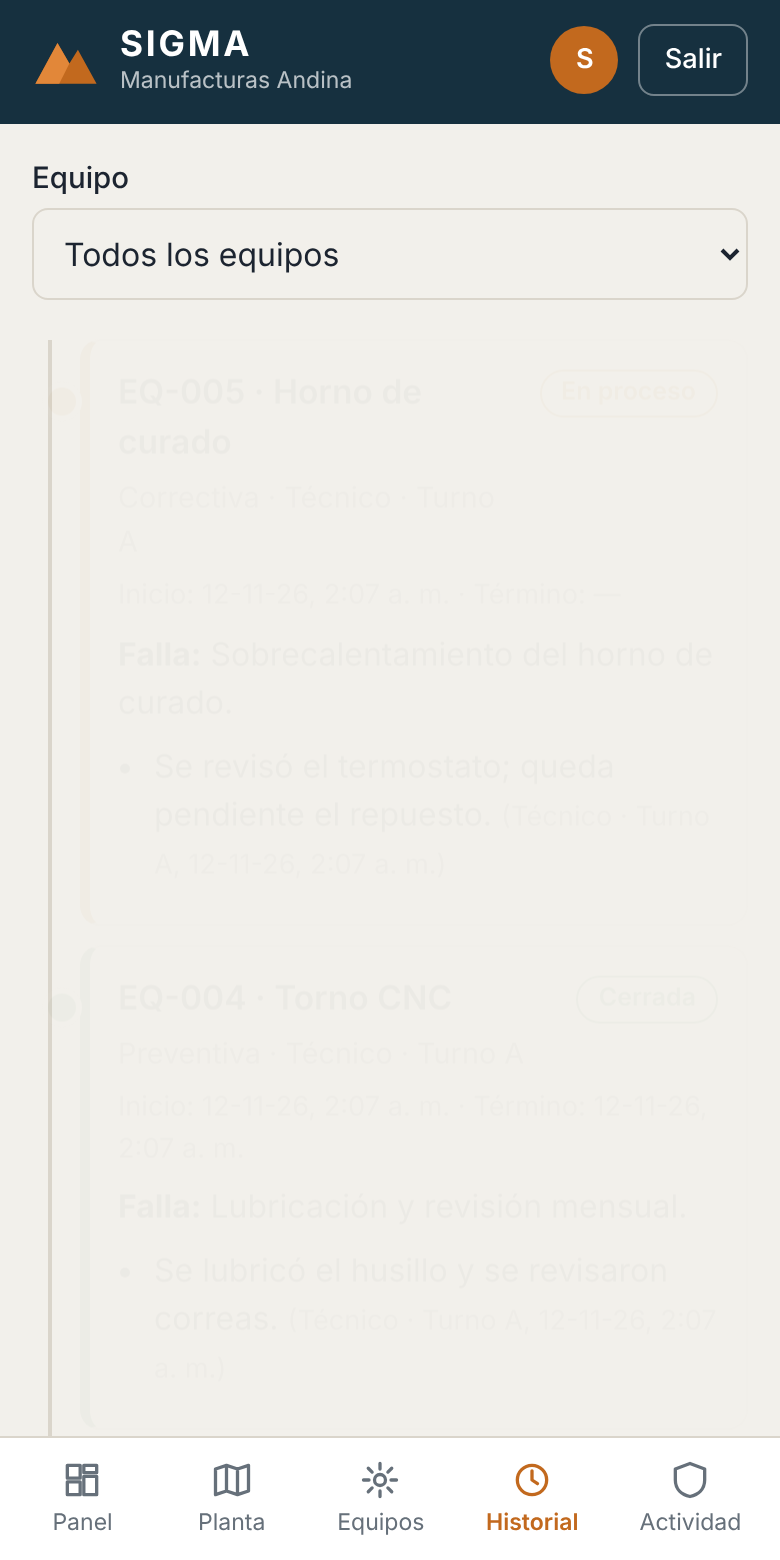 SIGMA
Manufacturas Andina
S
Salir
Equipo
Todos los equipos
EQ-005 · Horno de
curado
En proceso
Correctiva · Técnico · Turno
A
Inicio: 12-11-26, 2:07 a. m. · Término: —
Falla: Sobrecalentamiento del horno de
curado.
• Se revisó el termostato; queda
pendiente el repuesto. (Técnico · Turno
A, 12-11-26, 2:07 a. m.)
EQ-004 · Torno CNC
Cerrada
Preventiva · Técnico · Turno A
Inicio: 12-11-26, 2:07 a. m. · Término: 12-11-26,
2:07 a. m.
Falla: Lubricación y revisión mensual.
• Se lubricó el husillo y se revisaron
correas. (Técnico · Turno A, 12-11-26, 2:07
a. m.)
Panel
Planta
Equipos
Historial
Actividad